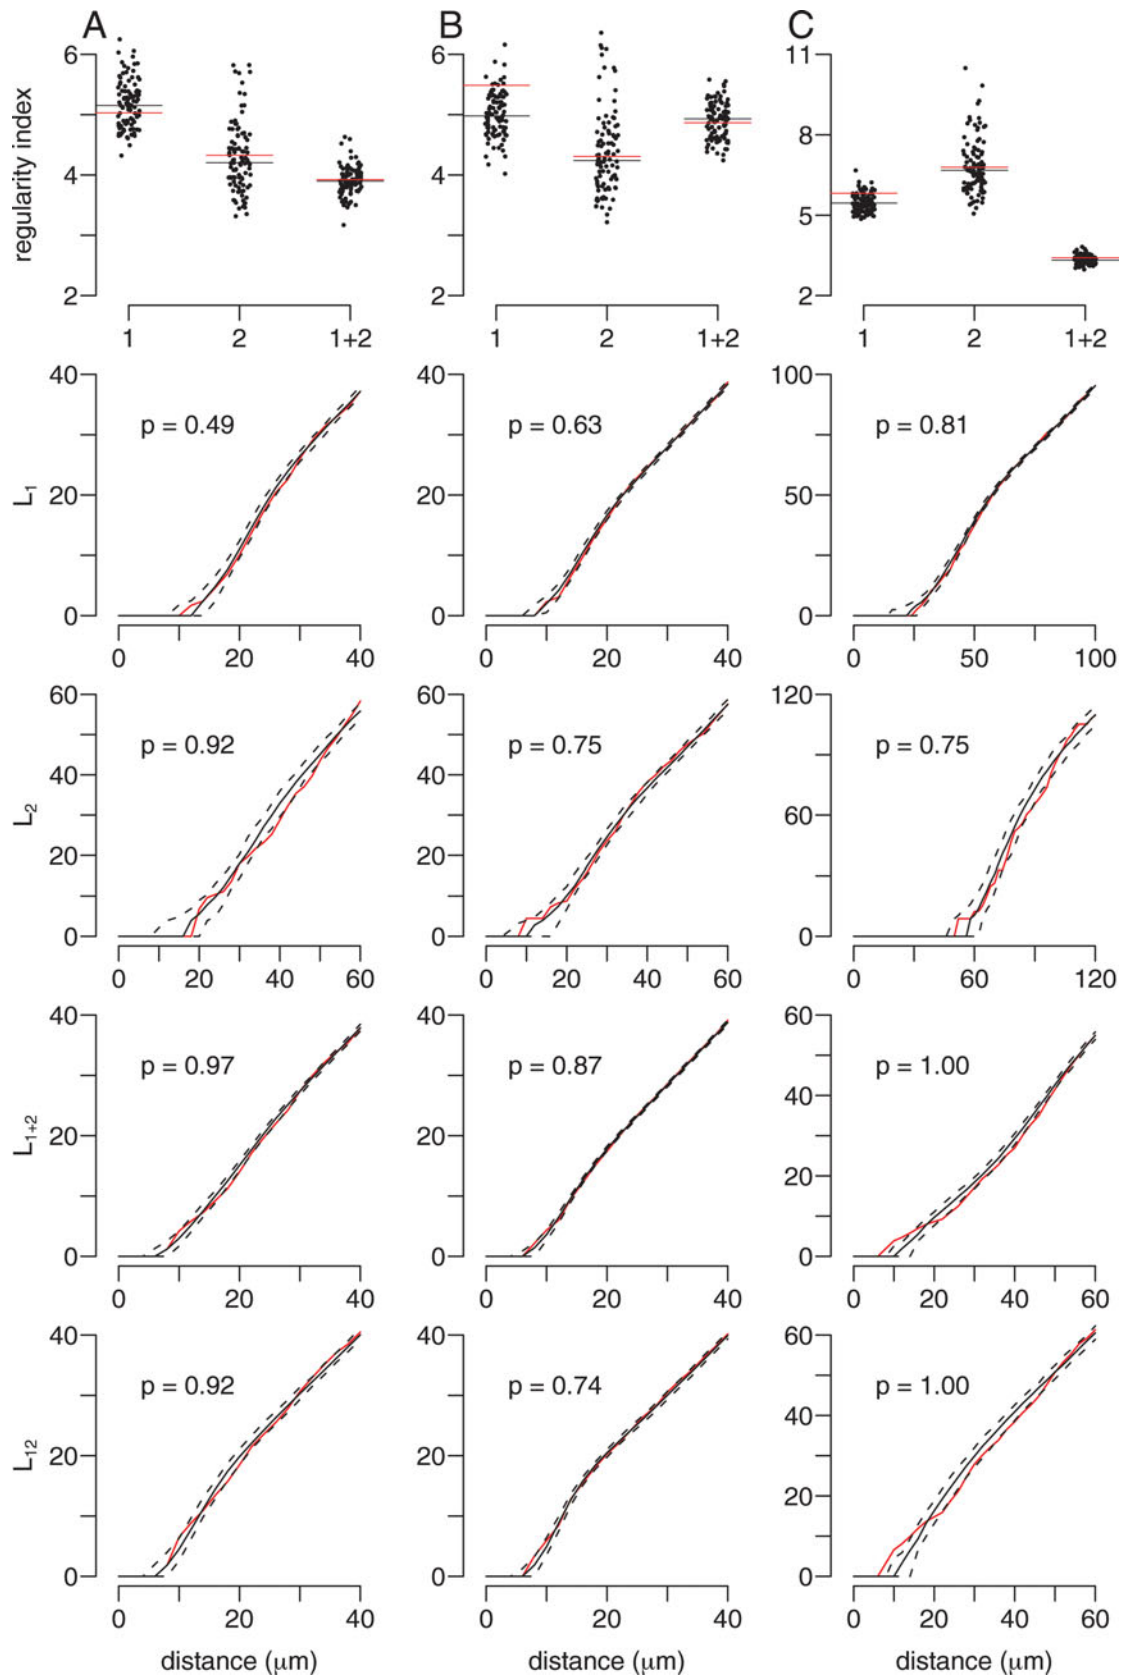 A B C
regularity index
6 6 11
8
4 4 5
2 2 2
1 2 1+2 1 2 1+2 1 2 1+2
L1
40 40 100
p = 0.49 p = 0.63 p = 0.81
20 20 50
0 0 0
0 20 40 0 20 40 0 50 100
L2
60 60 120
p = 0.92 p = 0.75 p = 0.75
40 40 60
20 20
0 0 0
0 20 40 60 0 20 40 60 0 60 120
L1+2
40 40 60
p = 0.97 p = 0.87 p = 1.00
40
20 20 20
0 0 0
0 20 40 0 20 40 0 20 40 60
L12
40 40 60
p = 0.92 p = 0.74 p = 1.00
40
20 20 20
0 0 0
0 20 40 0 20 40 0 20 40 60
distance (μm) distance (μm) distance (μm)